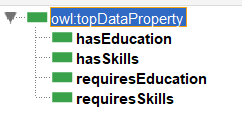 owl:topDataProperty
hasEducation
hasSkills
requiresEducation
requiresSkills